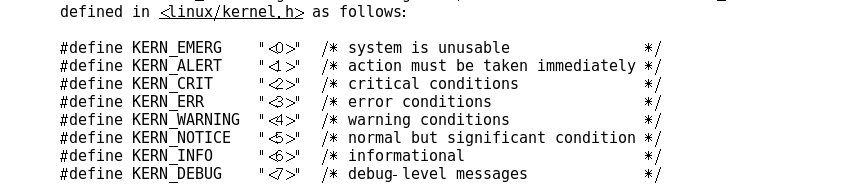 defined in <linux/kernel.h> as follows:
#define KERN_EMERG    "<0>"  /* system is unusable               */
#define KERN_ALERT    "<1>"  /* action must be taken immediately */
#define KERN_CRIT     "<2>"  /* critical conditions              */
#define KERN_ERR      "<3>"  /* error conditions                 */
#define KERN_WARNING  "<4>"  /* warning conditions               */
#define KERN_NOTICE   "<5>"  /* normal but significant condition */
#define KERN_INFO     "<6>"  /* informational                    */
#define KERN_DEBUG    "<7>"  /* debug-level messages             */